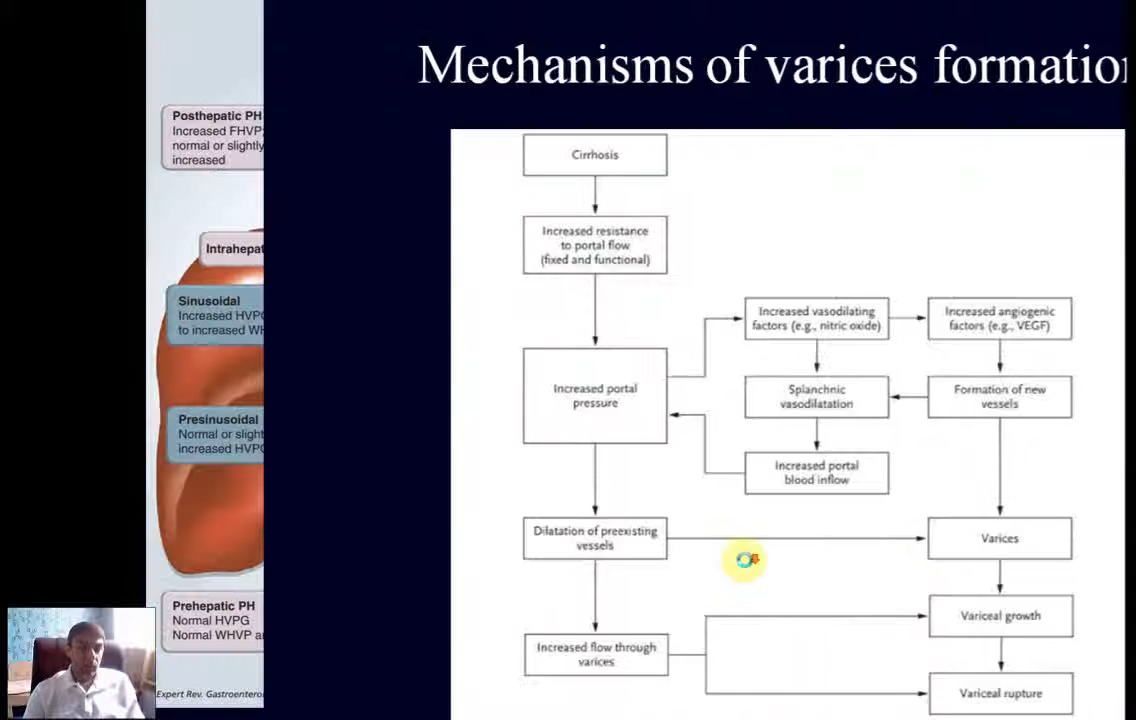 Mechanisms of varices formation
Posthepatic PH
Increased FHVP;
normal or slightly
increased
Intrahepat
Sinusoidal
Increased HVPG
to increased WH
Presinusoidal
Normal or slight
increased HVPG
Prehepatic PH
Normal HVPG
Normal WHVP a
Expert Rev. Gastroentero
Cirrhosis
Increased resistance
to portal flow
(fixed and functional)
Increased portal
pressure
Increased vasodilating
factors (e.g., nitric oxide)
Increased angiogenic
factors (e.g., VEGF)
Splanchnic
vasodilatation
Formation of new
vessels
Increased portal
blood inflow
Dilatation of preexisting
vessels
Varices
Increased flow through
varices
Variceal growth
Variceal rupture